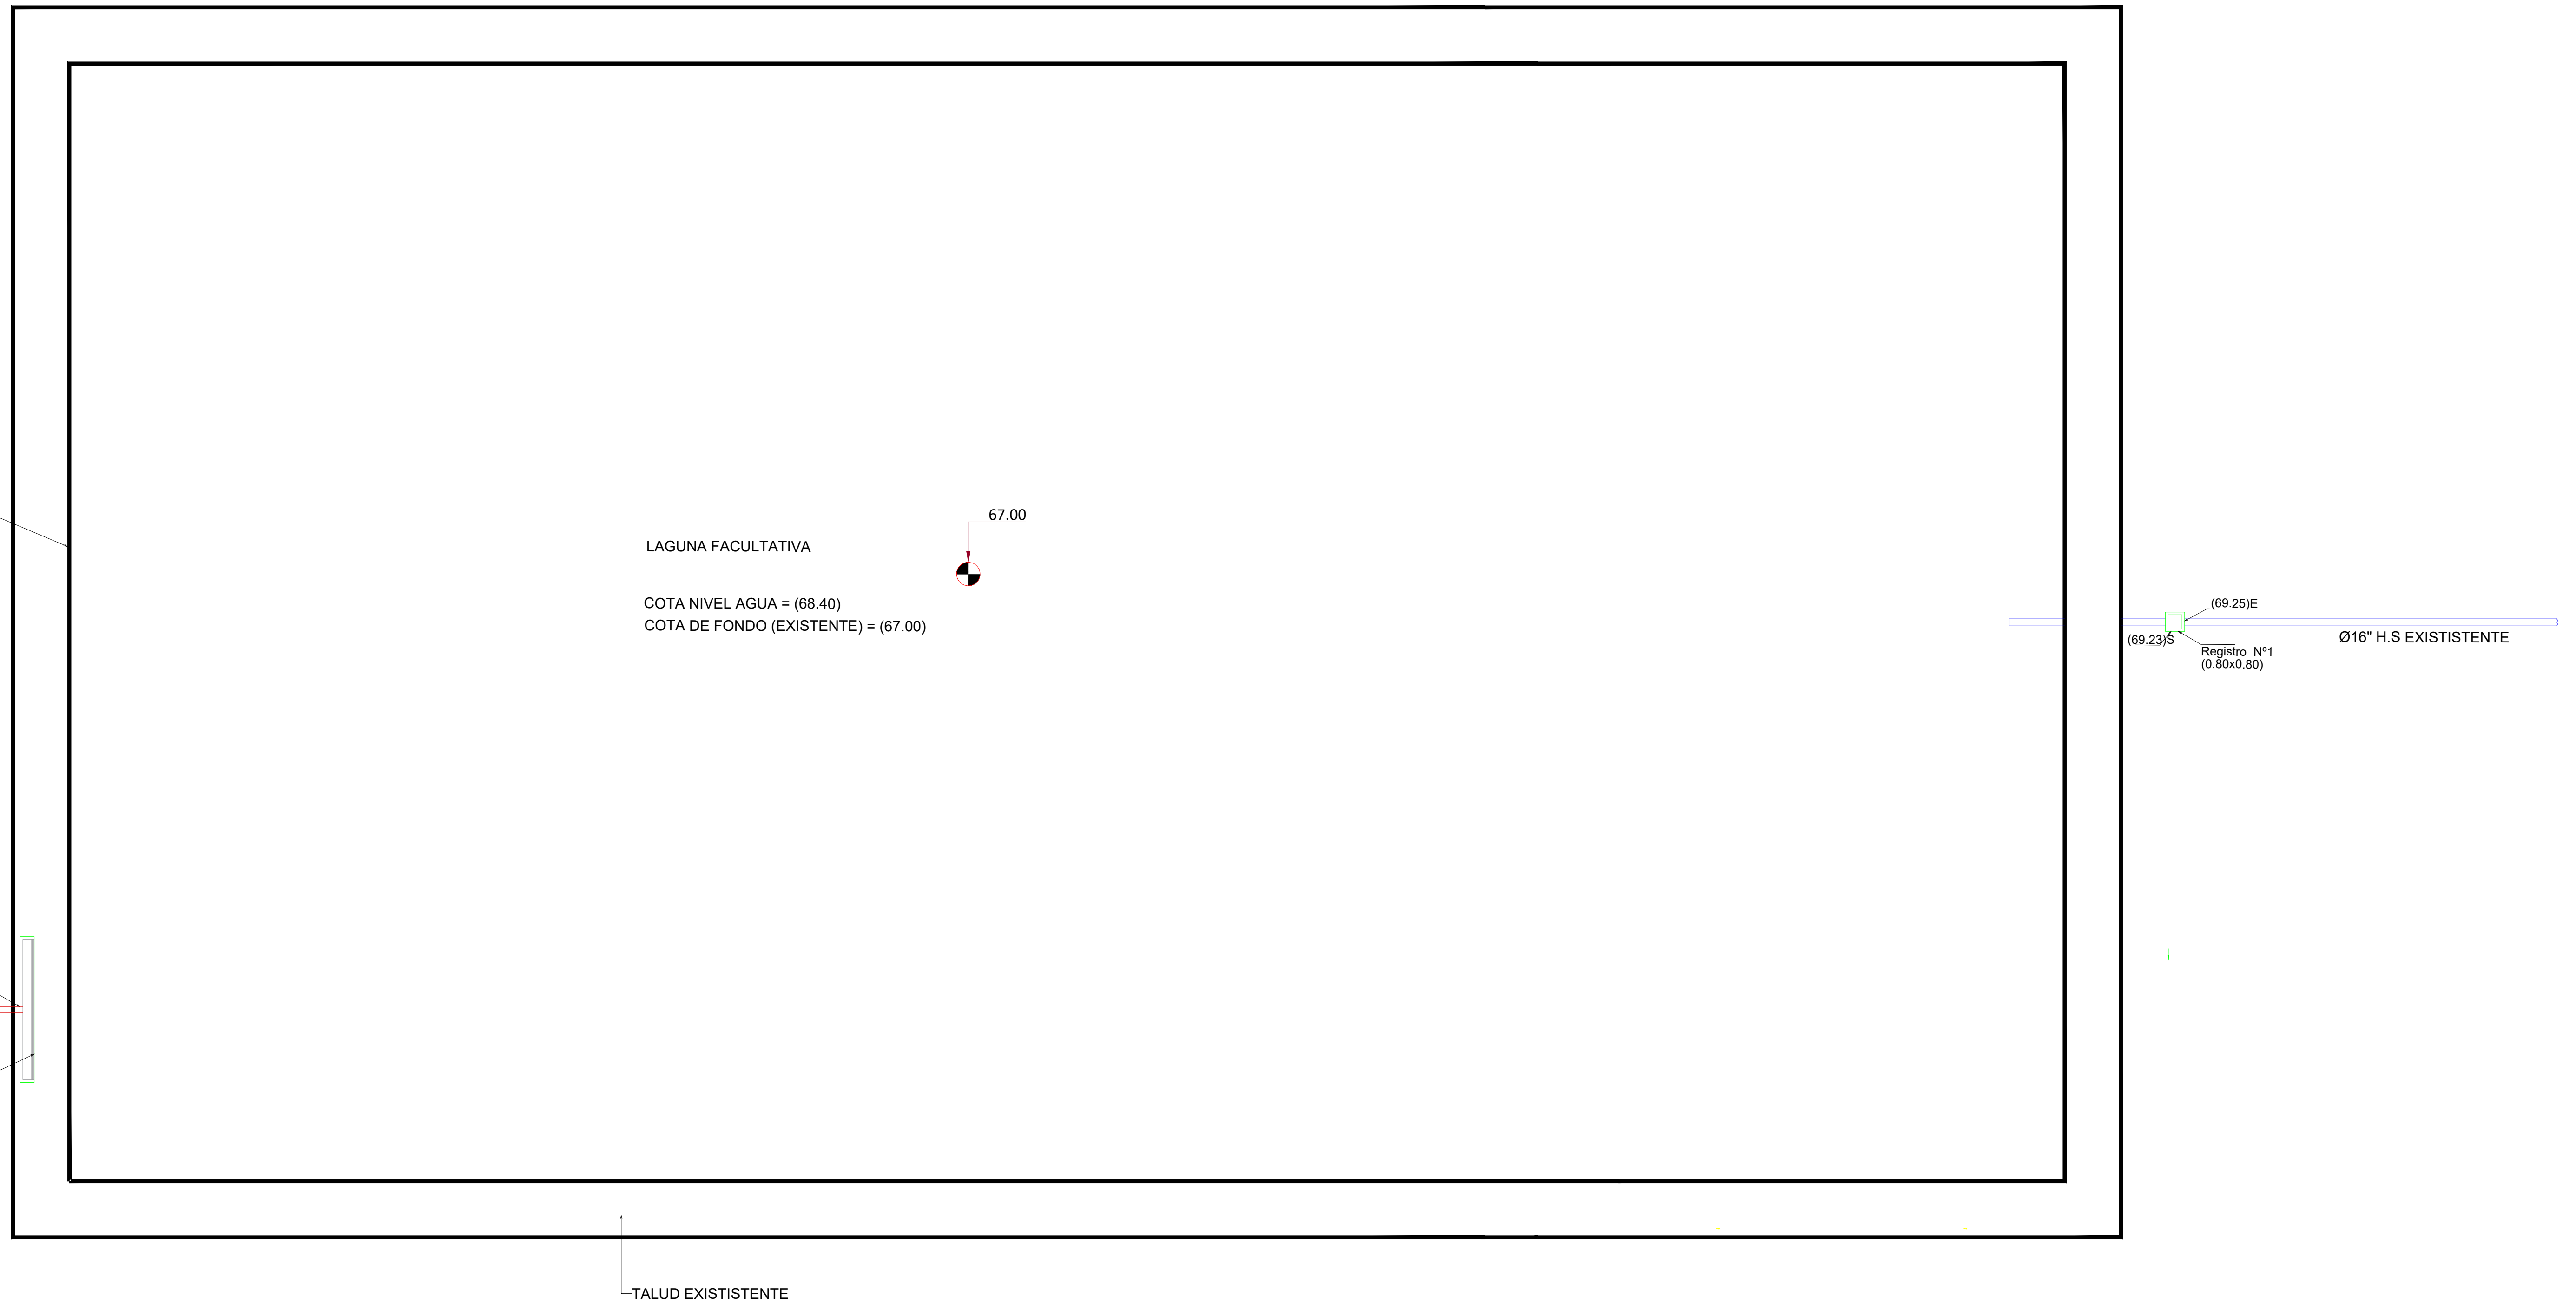 67.00
LAGUNA FACULTATIVA
COTA NIVEL AGUA = (68.40)
COTA DE FONDO (EXISTENTE) = (67.00)
(69.25)E
(69.23)S
Ø16" H.S EXISTISTENTE
Registro Nº1
(0.80x0.80)
TALUD EXISTISTENTE